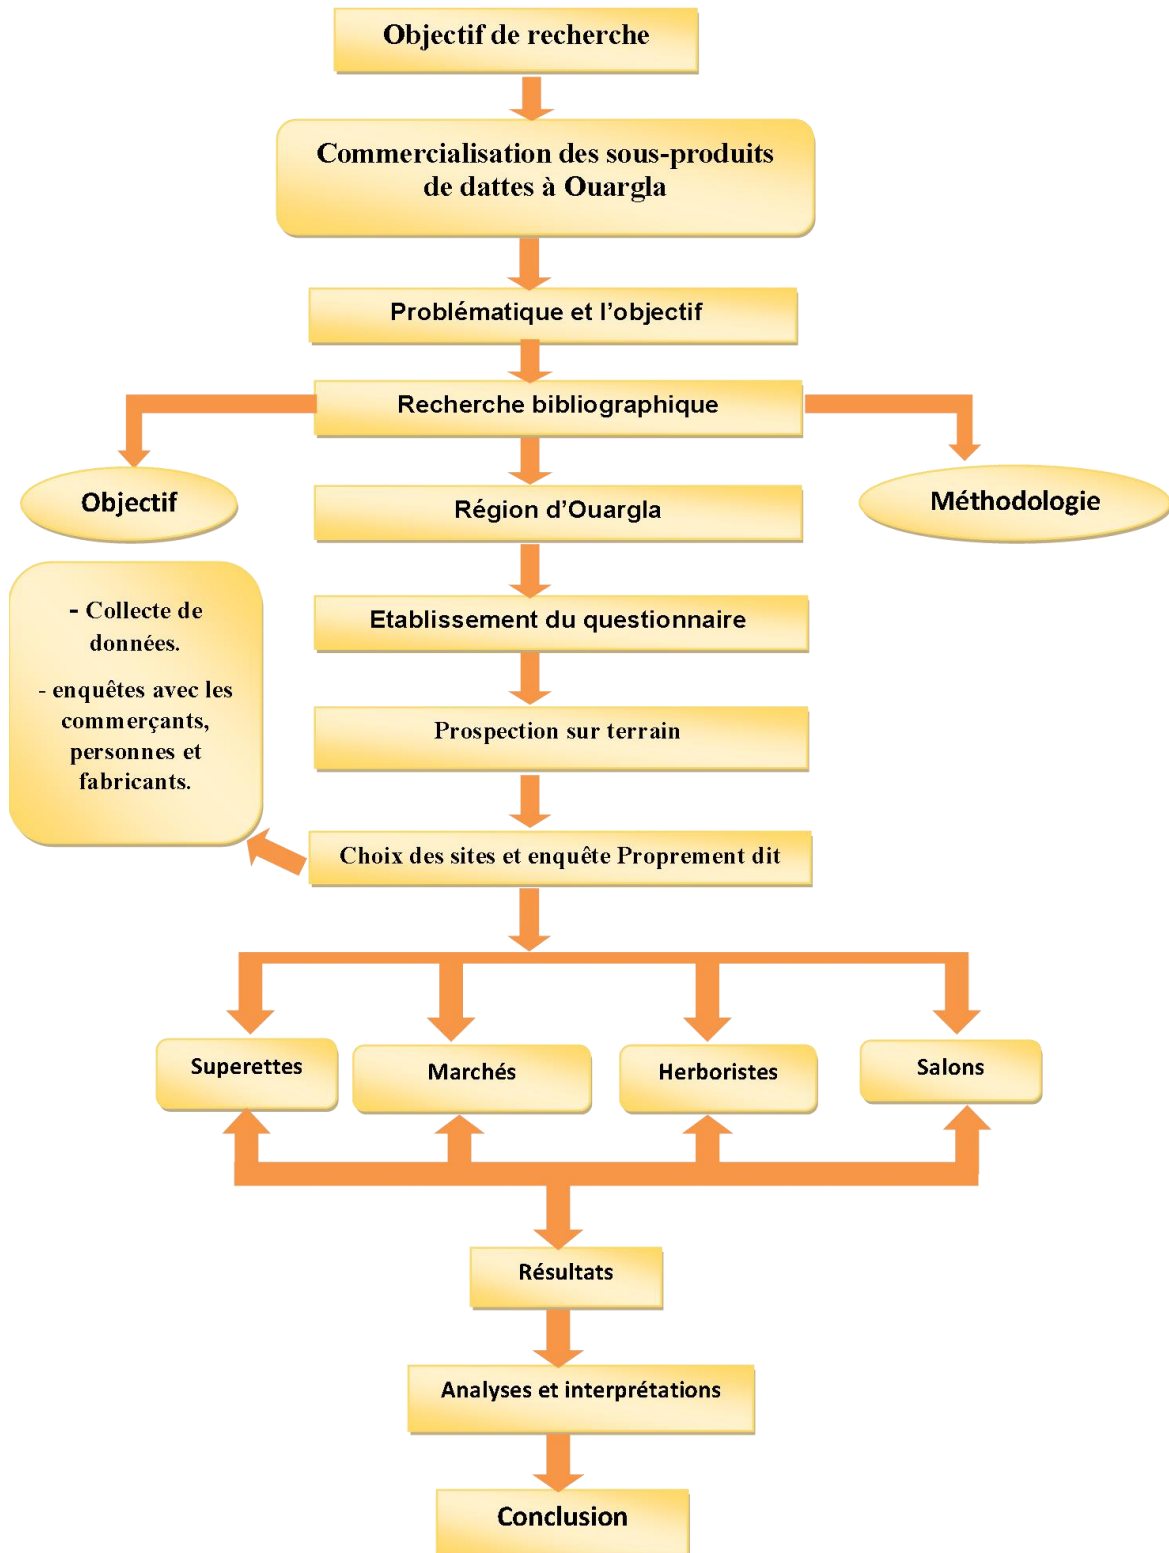 Objectif de recherche
Commercialisation des sous-produits
de dattes à Ouargla
Problématique et l’objectif
Recherche bibliographique
Objectif
Méthodologie
Région d’Ouargla
- Collecte de
données.
- enquêtes avec les
commerçants,
personnes et
fabricants.
Etablissement du questionnaire
Prospection sur terrain
Choix des sites et enquête Proprement dit
Superettes
Marchés
Herboristes
Salons
Résultats
Analyses et interprétations
Conclusion